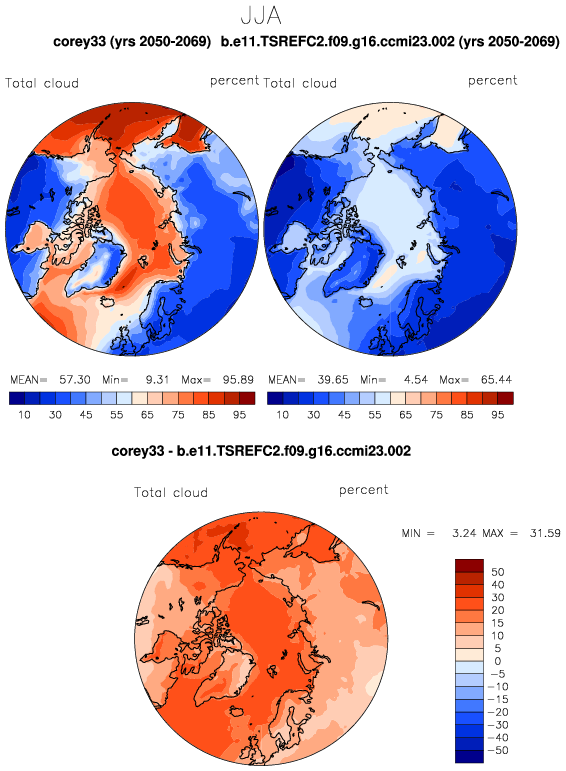 JJA
corey33 (yrs 2050-2069) b.e11.TSREFC2.f09.g16.ccmi23.002 (yrs 2050-2069)
Total cloud percent Total cloud percent
MEAN= 57.30 Min= 9.31 Max= 95.89 MEAN= 39.65 Min= 4.54 Max= 65.44
10 30 45 55 65 75 85 95 10 30 45 55 65 75 85 95
corey33 - b.e11.TSREFC2.f09.g16.ccmi23.002
Total cloud percent
MIN = 3.24 MAX = 31.59
50
40
30
20
15
10
5
0
-5
-10
-15
-20
-30
-40
-50